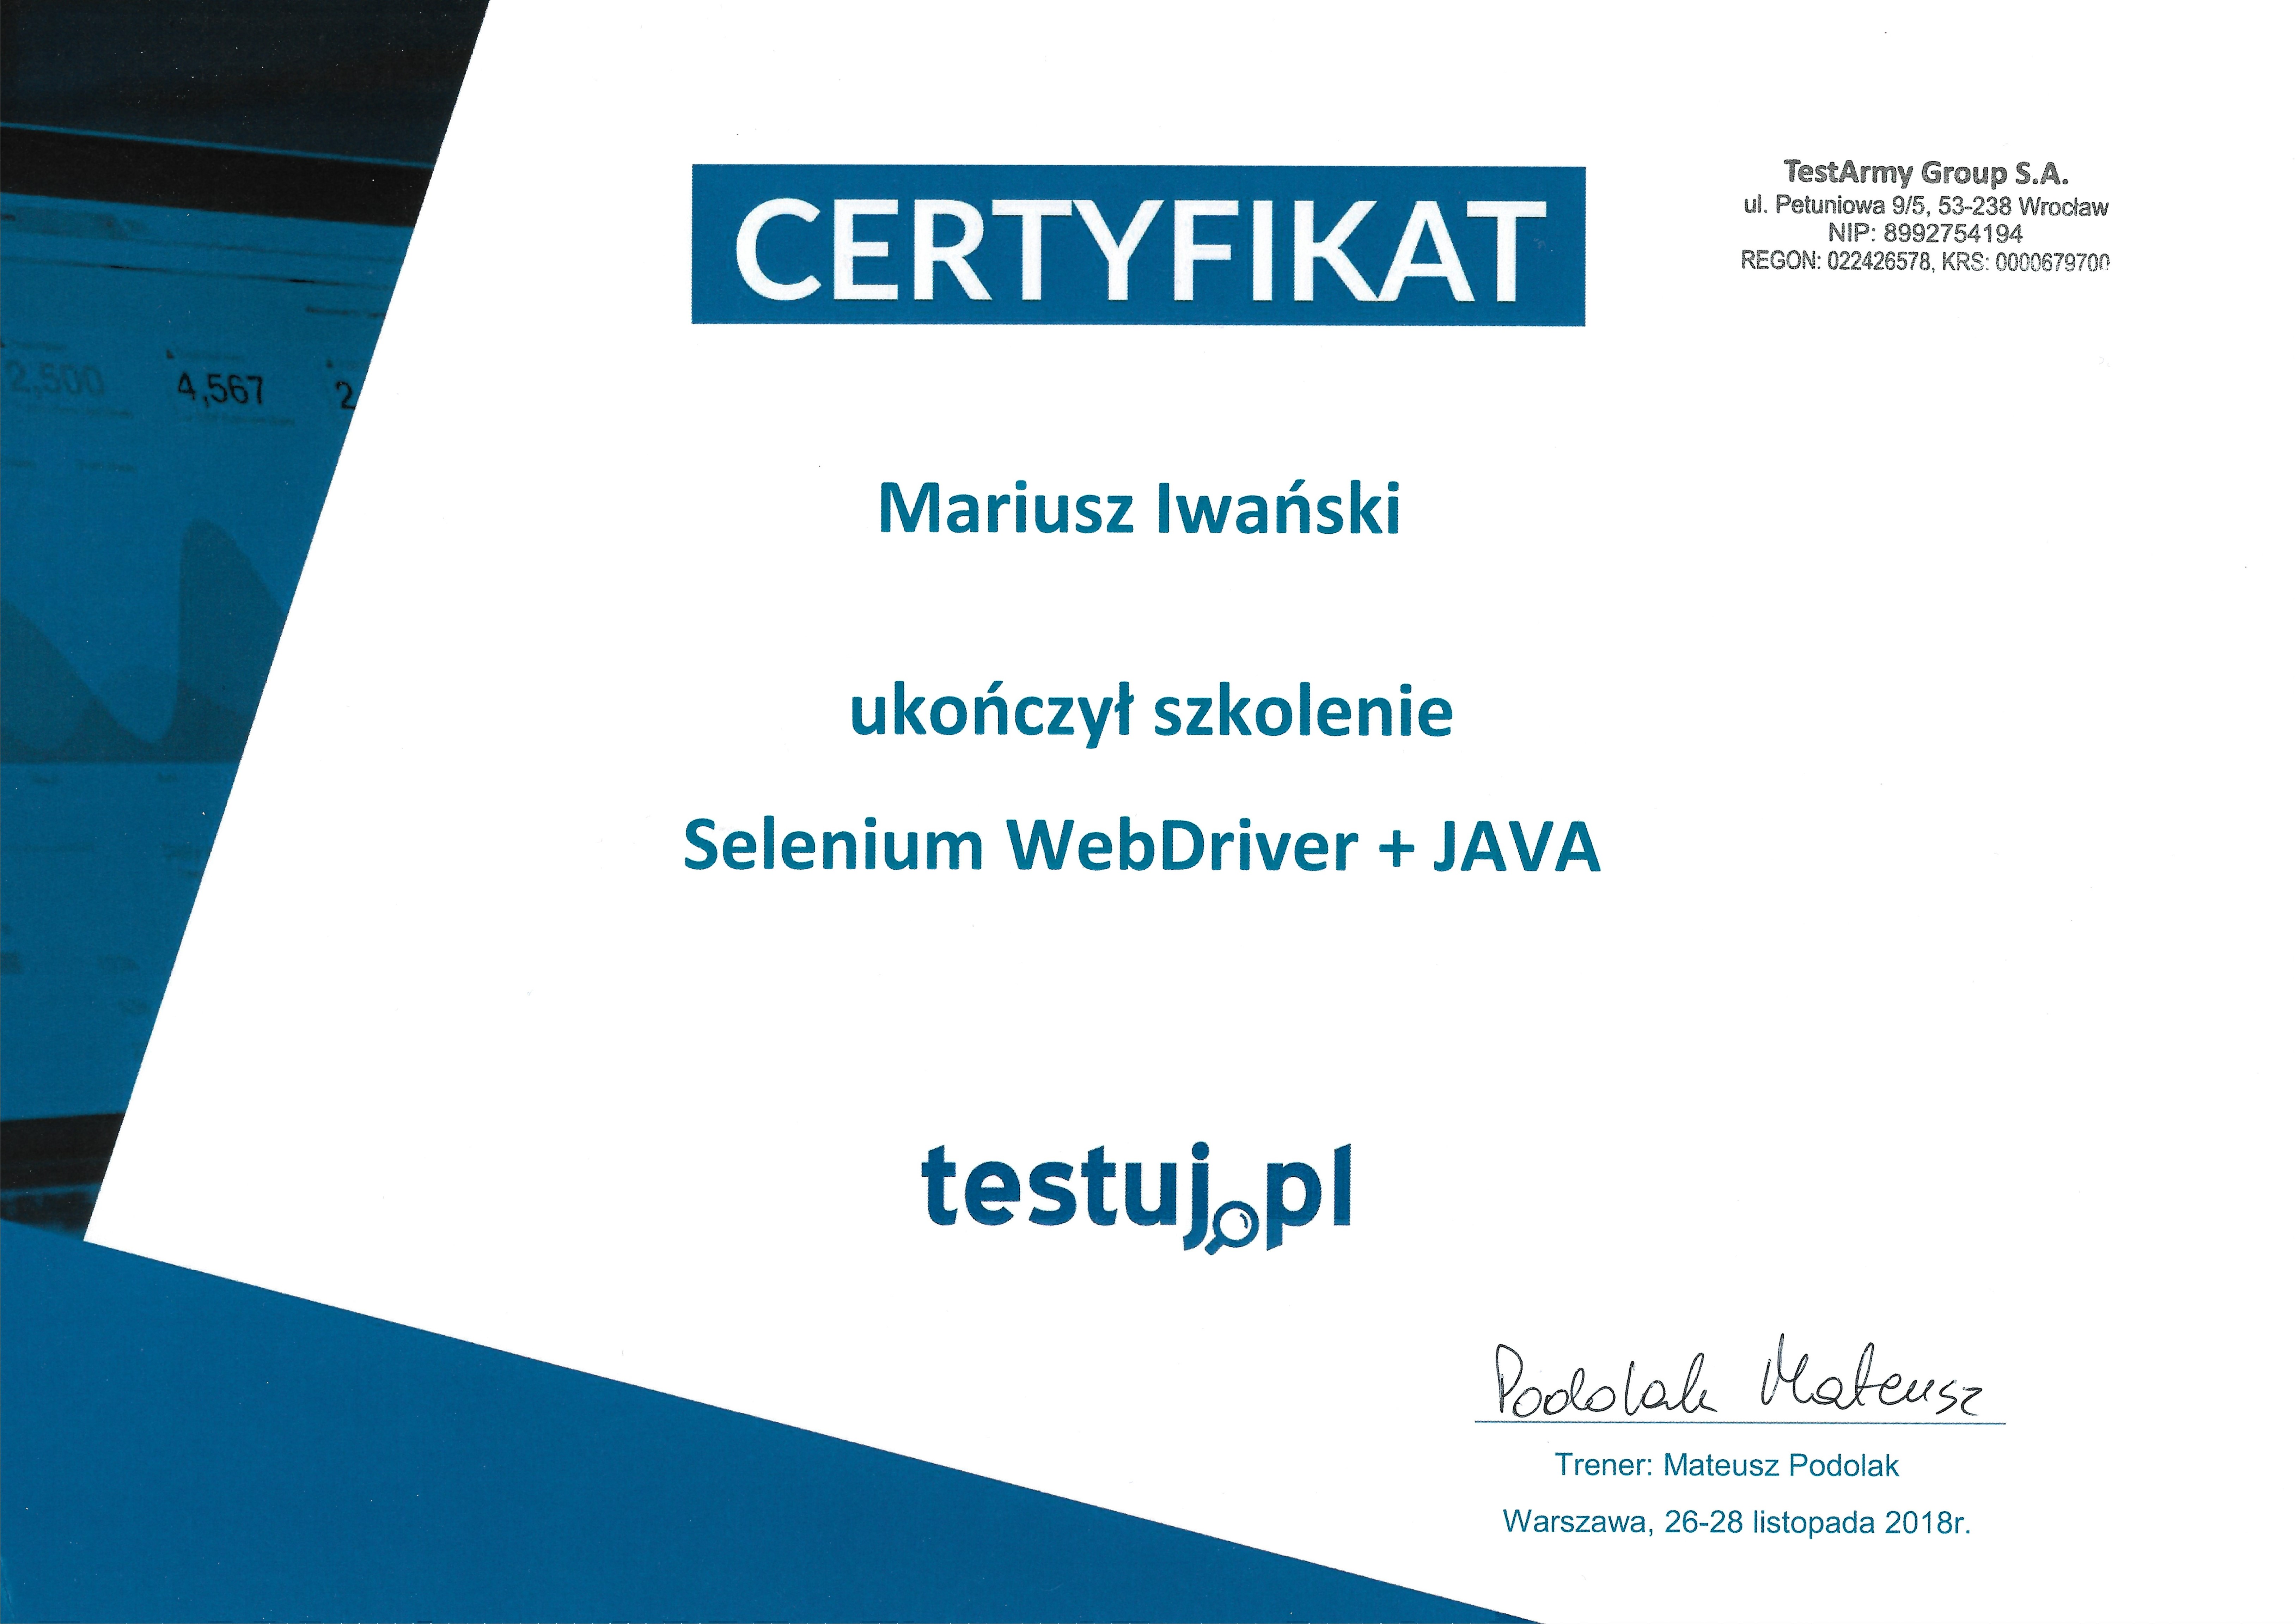 CERTYFIKAT
TestArmy Group S.A.
ul. Petuniowa 9/5, 53-238 Wrocław
NIP: 8992754194
REGON: 022426578, KRS: 0000679700
2,500
4,567
2
Mariusz Iwański
ukończył szkolenie
Selenium WebDriver + JAVA
testuj.pl
Podolak Mateusz
Trener: Mateusz Podolak
Warszawa, 26-28 listopada 2018r.